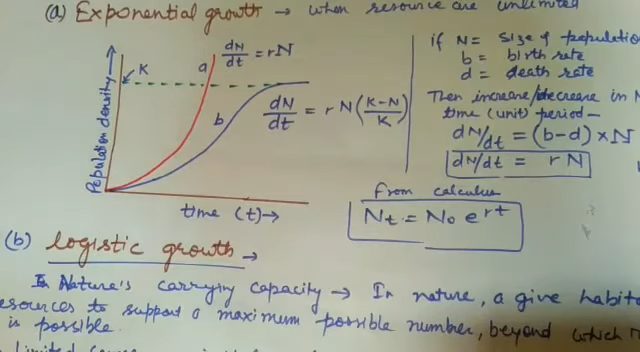 (a) Exponential growth → when resource are unlimited
if N = Size of population
b = birth rate
d = death rate
Then increase/decrease in N
time (unit) period—
dN/dt = (b-d) × N
dN/dt = rN
from calculus
Nt = N0 e^rt
Population density→
K
a
dN/dt = rN
b
dN/dt = rN(K-N/K)
time (t)→
(b) logistic growth →
In Nature's carrying capacity → In nature, a give habita
esources to support a maximum possible number, beyond which
is possible.